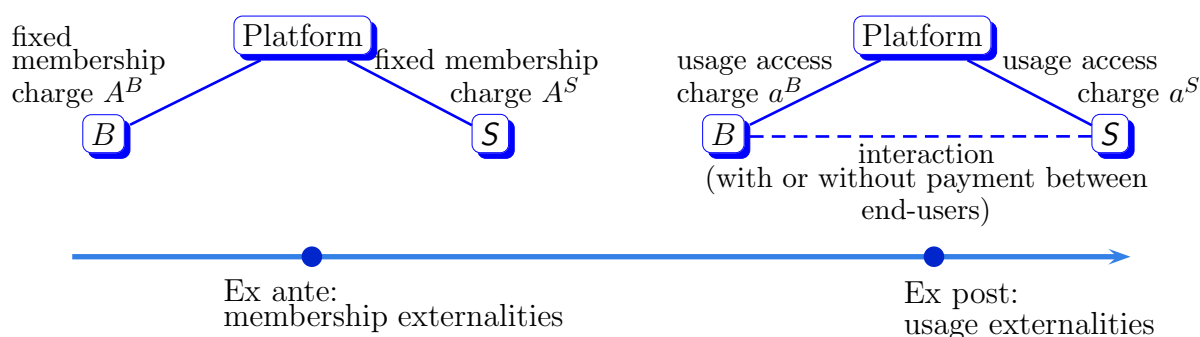 Platform
fixed
membership
charge A^B
fixed membership
charge A^S
B
S
Platform
usage access
charge a^B
usage access
charge a^S
B
S
interaction
(with or without payment between
end-users)
Ex ante:
membership externalities
Ex post:
usage externalities